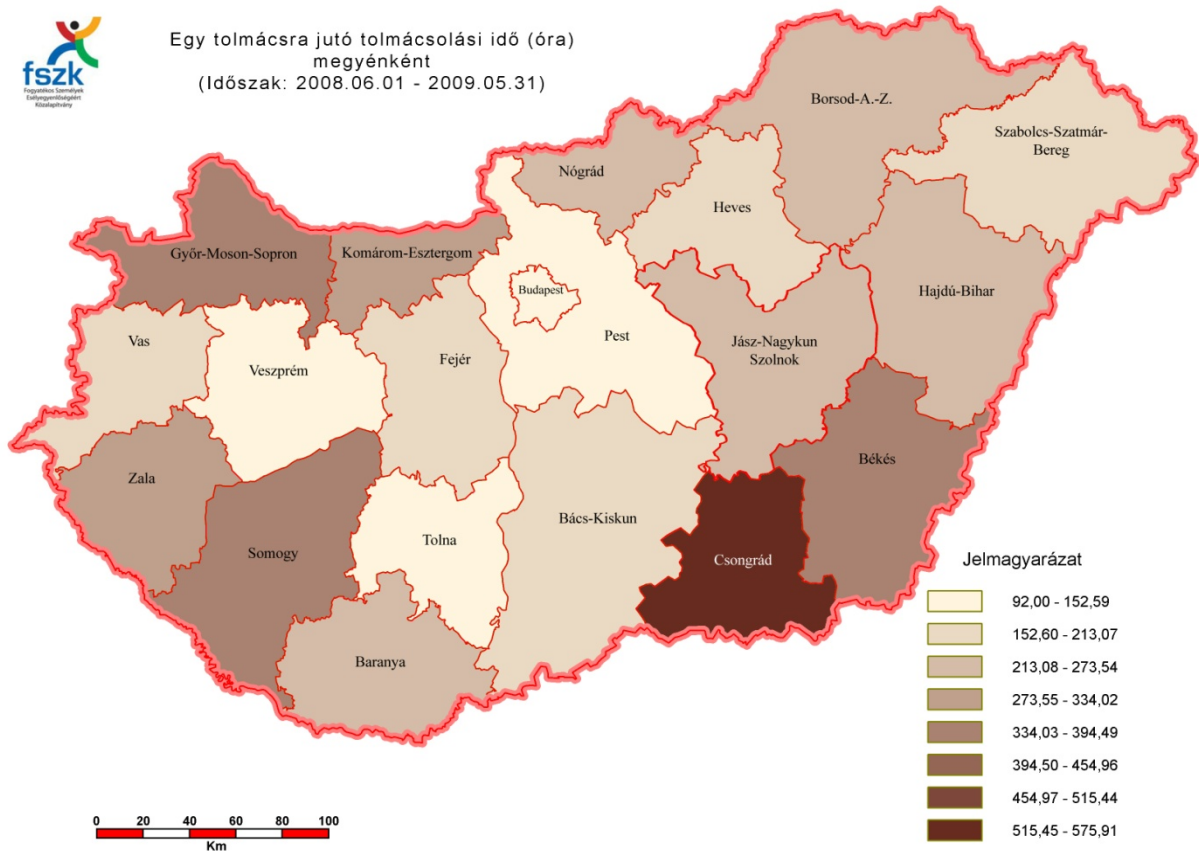 fszk
Fogyatékos Személyek
Esélyegyenlőségéért
Közalapítvány
Egy tolmácsra jutó tolmácsolási idő (óra)
megyénként
(Időszak: 2008.06.01 - 2009.05.31)
Borsod-A.-Z.
Szabolcs-Szatmár-
Bereg
Nógrád
Heves
Győr-Moson-Sopron
Komárom-Esztergom
Budapest
Hajdú-Bihar
Vas
Veszprém
Fejér
Pest
Jász-Nagykun
Szolnok
Zala
Békés
Somogy
Tolna
Bács-Kiskun
Csongrád
Baranya
Jelmagyarázat
92,00 - 152,59
152,60 - 213,07
213,08 - 273,54
273,55 - 334,02
334,03 - 394,49
394,50 - 454,96
454,97 - 515,44
515,45 - 575,91
0 20 40 60 80 100
Km